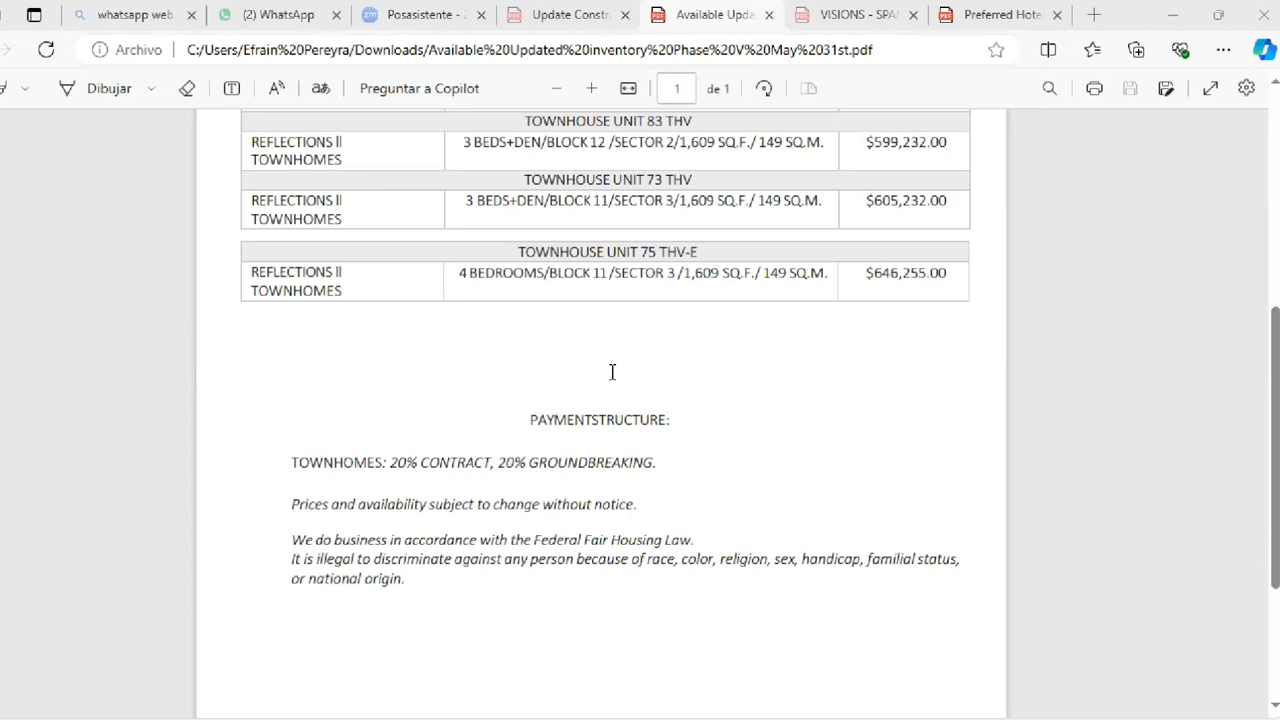 whatsapp web
(2) WhatsApp
Posasistente -
Update Constr
Available Upda
VISIONS - SPA
Preferred Hote
Archivo
C:/Users/Efrain%20Pereyra/Downloads/Available%20Updated%20inventory%20Phase%20V%20May%2031st.pdf
Dibujar
Preguntar a Copilot
1
de 1
TOWNHOUSE UNIT 83 THV
REFLECTIONS ll
TOWNHOMES
3 BEDS+DEN/BLOCK 12 /SECTOR 2/1,609 SQ.F./ 149 SQ.M.
$599,232.00
TOWNHOUSE UNIT 73 THV
REFLECTIONS ll
TOWNHOMES
3 BEDS+DEN/BLOCK 11/SECTOR 3/1,609 SQ.F./ 149 SQ.M.
$605,232.00
TOWNHOUSE UNIT 75 THV-E
REFLECTIONS ll
TOWNHOMES
4 BEDROOMS/BLOCK 11/SECTOR 3 /1,609 SQ.F./ 149 SQ.M.
$646,255.00
PAYMENTSTRUCTURE:
TOWNHOMES: 20% CONTRACT, 20% GROUNDBREAKING.
Prices and availability subject to change without notice.
We do business in accordance with the Federal Fair Housing Law.
It is illegal to discriminate against any person because of race, color, religion, sex, handicap, familial status,
or national origin.